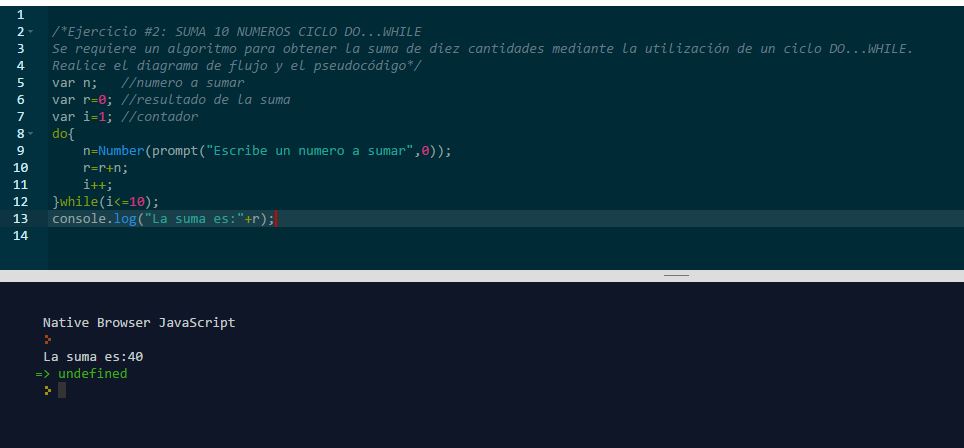 1
2 /*Ejercicio #2: SUMA 10 NUMEROS CICLO DO...WHILE
3 Se requiere un algoritmo para obtener la suma de diez cantidades mediante la utilización de un ciclo DO...WHILE.
4 Realice el diagrama de flujo y el pseudocódigo*/
5 var n;   //numero a sumar
6 var r=0; //resultado de la suma
7 var i=1; //contador
8 do{
9     n=Number(prompt("Escribe un numero a sumar",0));
10     r=r+n;
11     i++;
12 }while(i<=10);
13 console.log("La suma es:"+r);
14
Native Browser JavaScript
>
La suma es:40
=> undefined
>